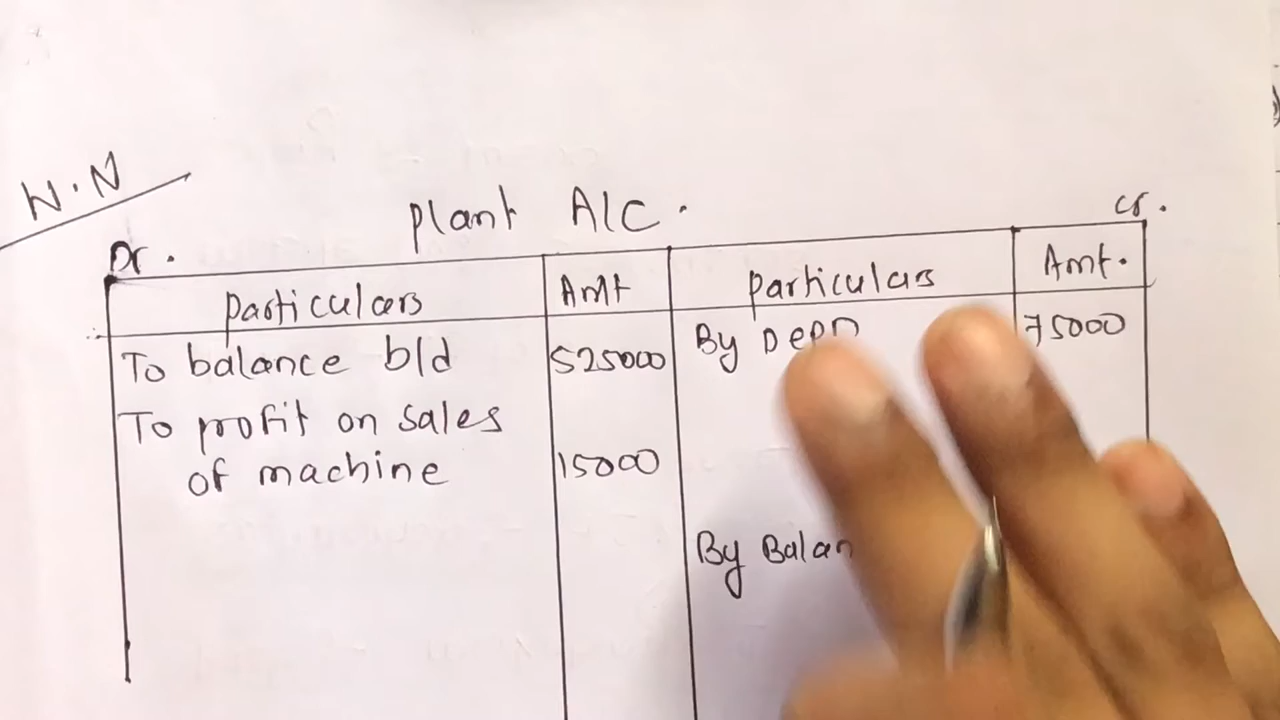 W.N
Plant A/C.
Dr.
Cr.
Particulars Amt Particulars Amt.
To balance b/d 525000 By Depn 75000
To profit on sales
of machine 15000
By Balan